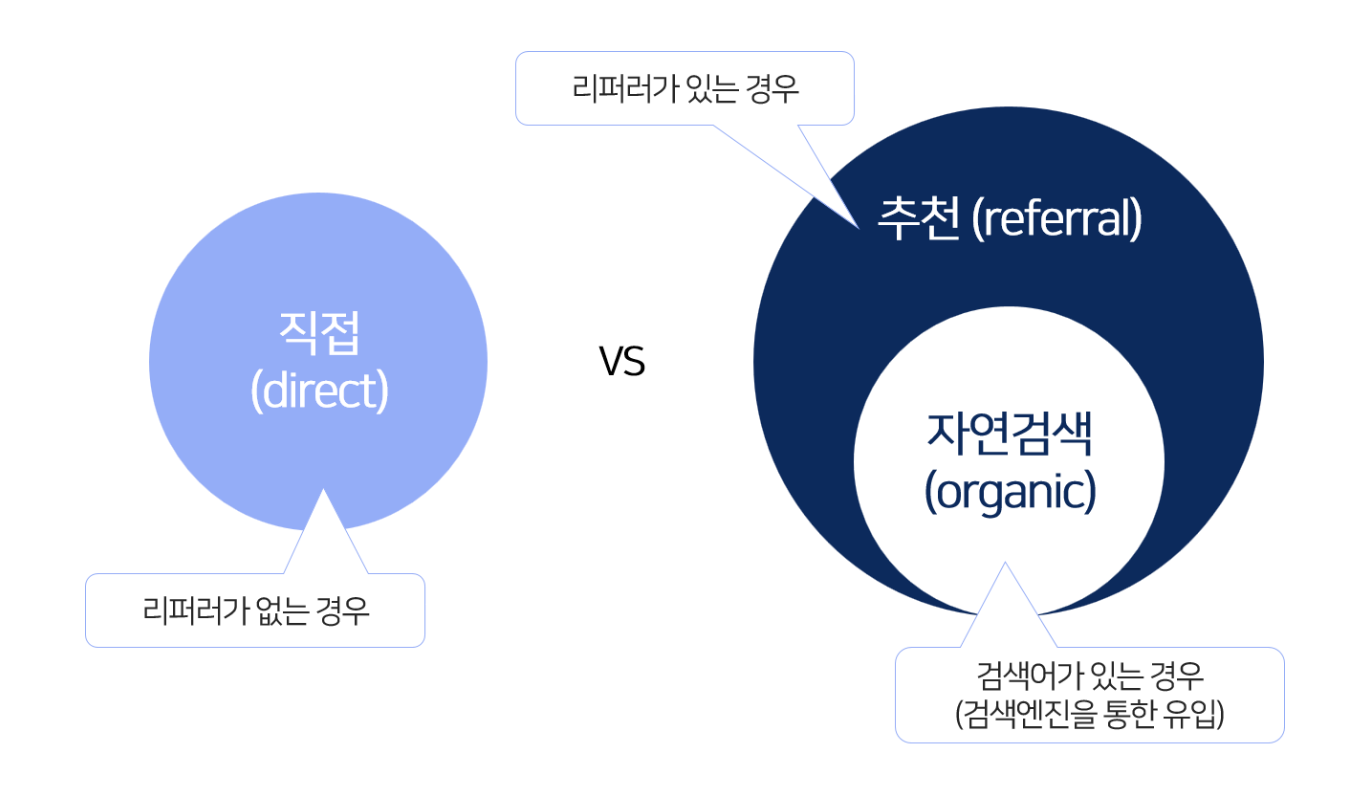 리퍼러가 있는 경우
추천 (referral)
직접
(direct)
VS
자연검색
(organic)
리퍼러가 없는 경우
검색어가 있는 경우
(검색엔진을 통한 유입)